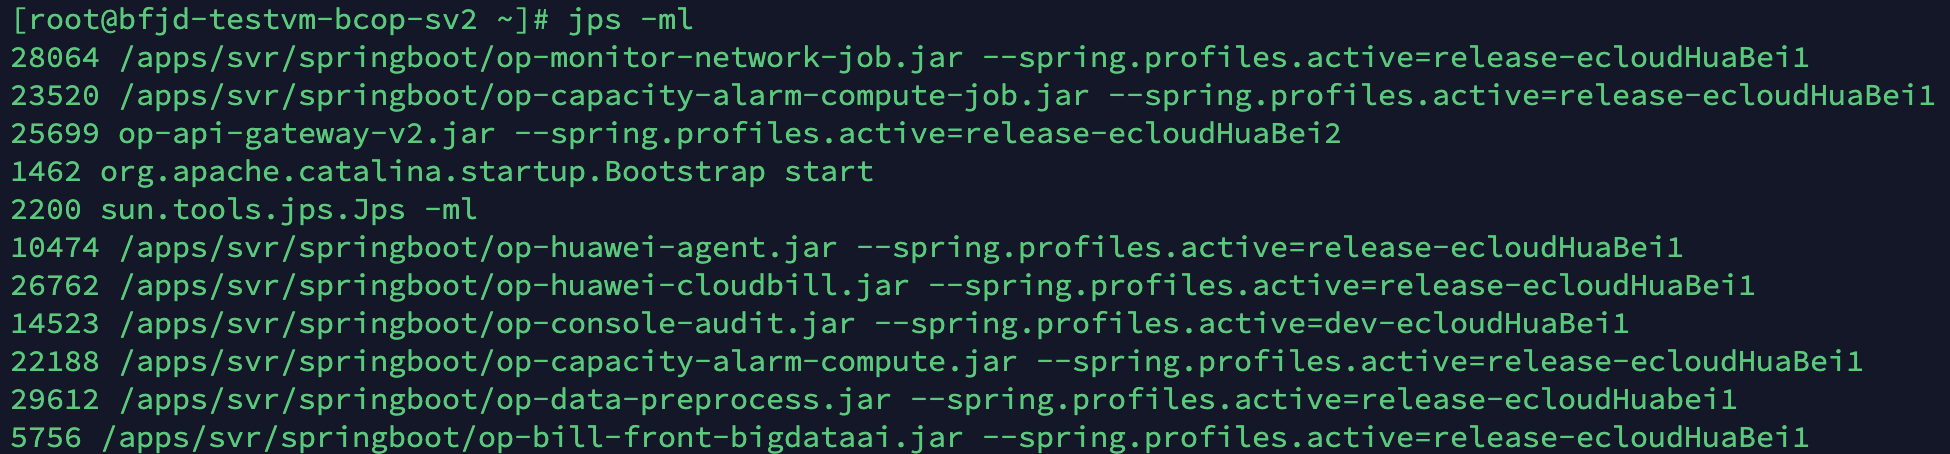 [root@bfjd-testvm-bcop-sv2 ~]# jps -ml
28064 /apps/svr/springboot/op-monitor-network-job.jar --spring.profiles.active=release-ecloudHuaBei1
23520 /apps/svr/springboot/op-capacity-alarm-compute-job.jar --spring.profiles.active=release-ecloudHuaBei1
25699 op-api-gateway-v2.jar --spring.profiles.active=release-ecloudHuaBei2
1462 org.apache.catalina.startup.Bootstrap start
2200 sun.tools.jps.Jps -ml
10474 /apps/svr/springboot/op-huawei-agent.jar --spring.profiles.active=release-ecloudHuaBei1
26762 /apps/svr/springboot/op-huawei-cloudbill.jar --spring.profiles.active=release-ecloudHuaBei1
14523 /apps/svr/springboot/op-console-audit.jar --spring.profiles.active=dev-ecloudHuaBei1
22188 /apps/svr/springboot/op-capacity-alarm-compute.jar --spring.profiles.active=release-ecloudHuaBei1
29612 /apps/svr/springboot/op-data-preprocess.jar --spring.profiles.active=release-ecloudHuabei1
5756 /apps/svr/springboot/op-bill-front-bigdataai.jar --spring.profiles.active=release-ecloudHuaBei1